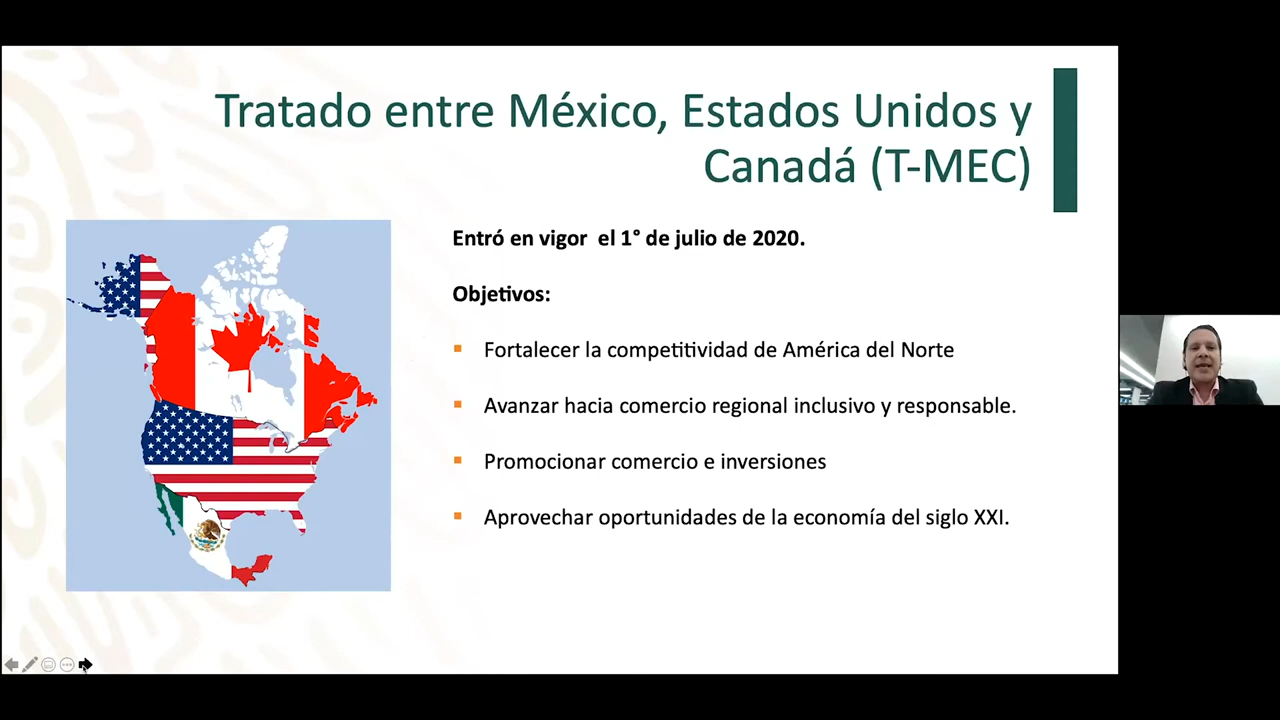 Tratado entre México, Estados Unidos y
Canadá (T-MEC)
Entró en vigor  el 1° de julio de 2020.
Objetivos:
Fortalecer la competitividad de América del Norte
Avanzar hacia comercio regional inclusivo y responsable.
Promocionar comercio e inversiones
Aprovechar oportunidades de la economía del siglo XXI.